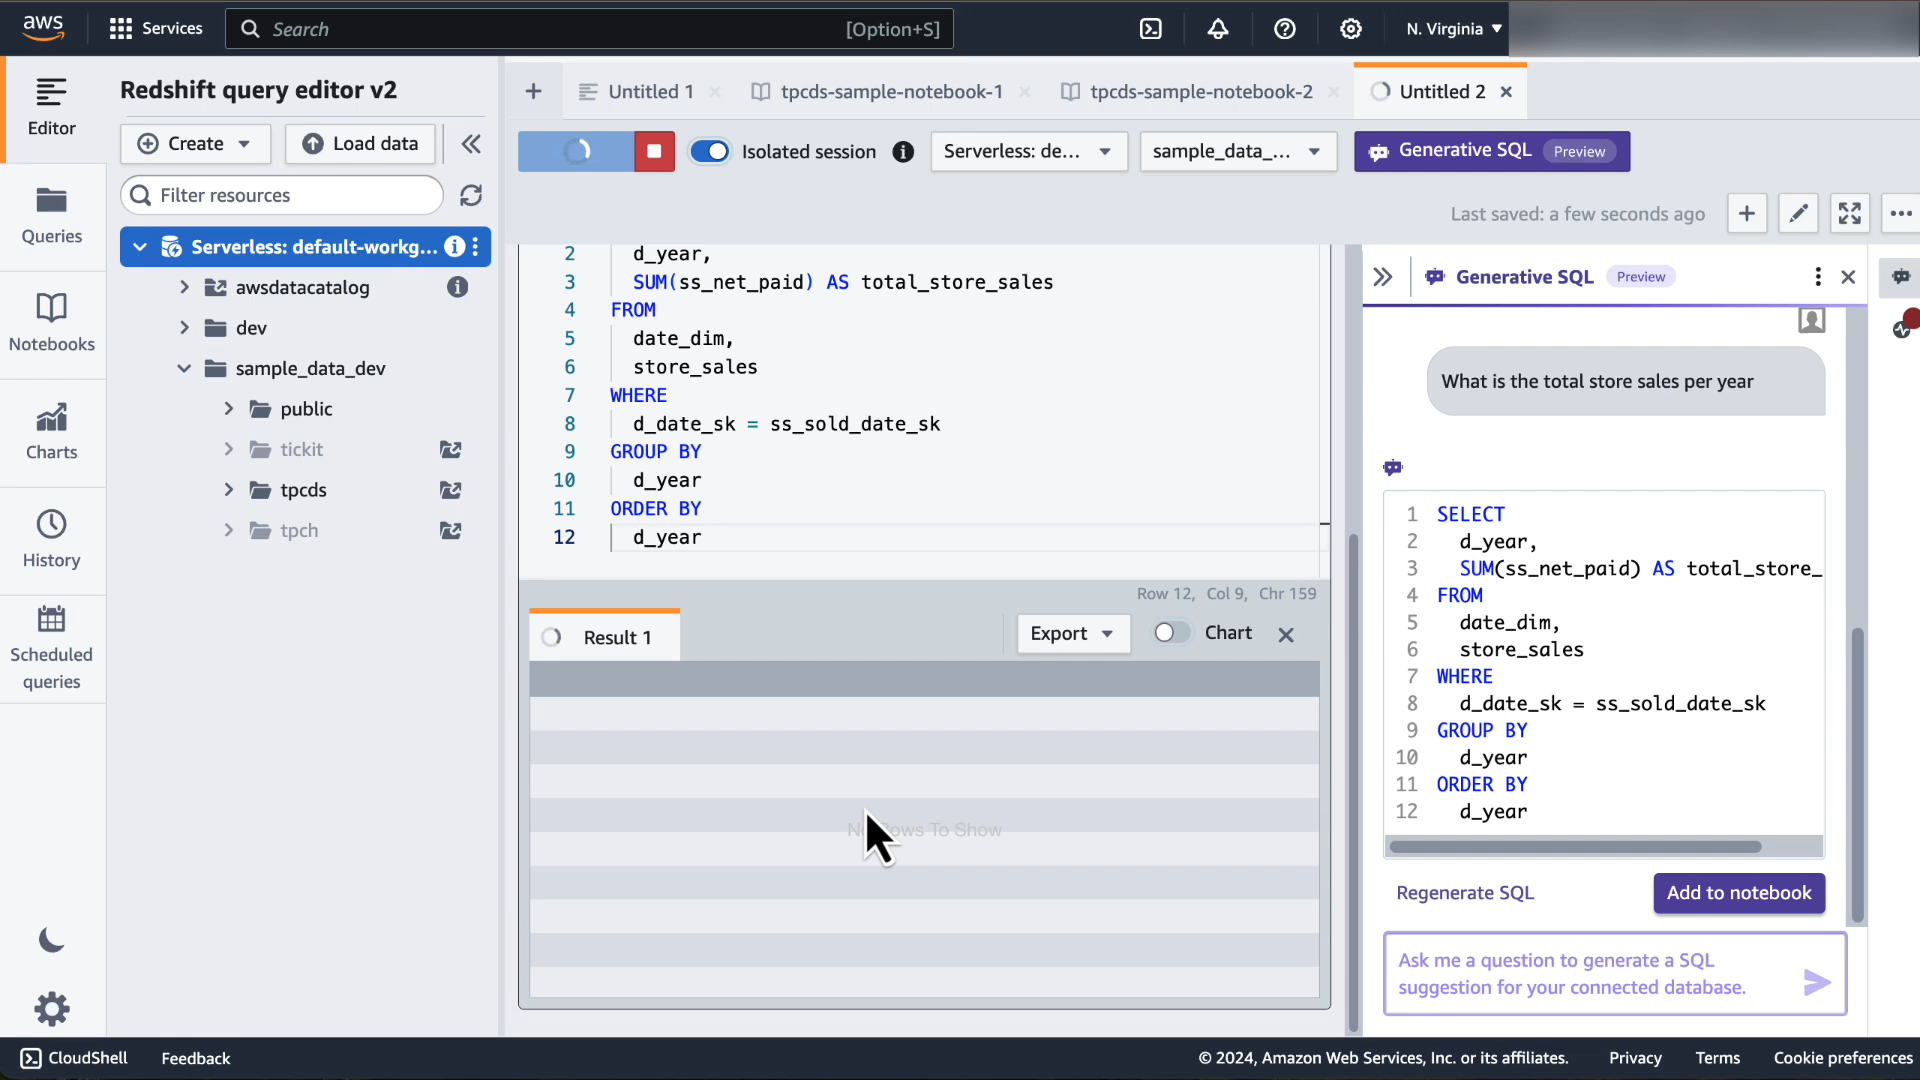 aws
Services
Search
[Option+S]
N. Virginia
Editor
Queries
Notebooks
Charts
History
Scheduled
queries
Redshift query editor v2
Create
Load data
Filter resources
Serverless: default-workg...
awsdatacatalog
dev
sample_data_dev
public
tickit
tpcds
tpch
Untitled 1
tpcds-sample-notebook-1
tpcds-sample-notebook-2
Untitled 2
Isolated session
Serverless: de...
sample_data_...
Generative SQL Preview
Last saved: a few seconds ago
2 d_year,
3 SUM(ss_net_paid) AS total_store_sales
4 FROM
5 date_dim,
6 store_sales
7 WHERE
8 d_date_sk = ss_sold_date_sk
9 GROUP BY
10 d_year
11 ORDER BY
12 d_year
Row 12, Col 9, Chr 159
Result 1
Export
Chart
Rows To Show
Generative SQL Preview
What is the total store sales per year
1 SELECT
2 d_year,
3 SUM(ss_net_paid) AS total_store_
4 FROM
5 date_dim,
6 store_sales
7 WHERE
8 d_date_sk = ss_sold_date_sk
9 GROUP BY
10 d_year
11 ORDER BY
12 d_year
Regenerate SQL
Add to notebook
Ask me a question to generate a SQL
suggestion for your connected database.
CloudShell
Feedback
© 2024, Amazon Web Services, Inc. or its affiliates.
Privacy
Terms
Cookie preferences